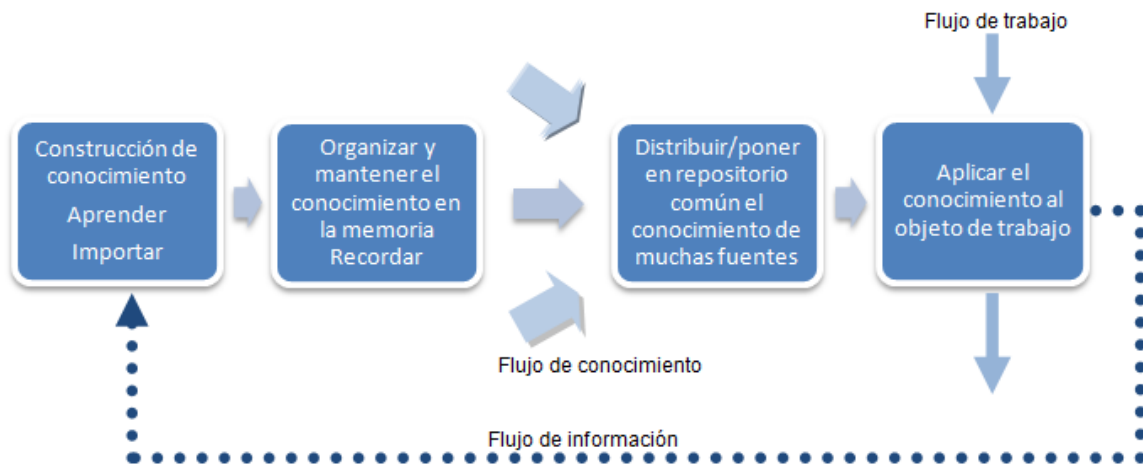 Flujo de trabajo
Construcción de
conocimiento
Aprender
Importar
Organizar y
mantener el
conocimiento en
la memoria
Recordar
Distribuir/poner
en repositorio
común el
conocimiento de
muchas fuentes
Aplicar el
conocimiento al
objeto de trabajo
Flujo de conocimiento
Flujo de información